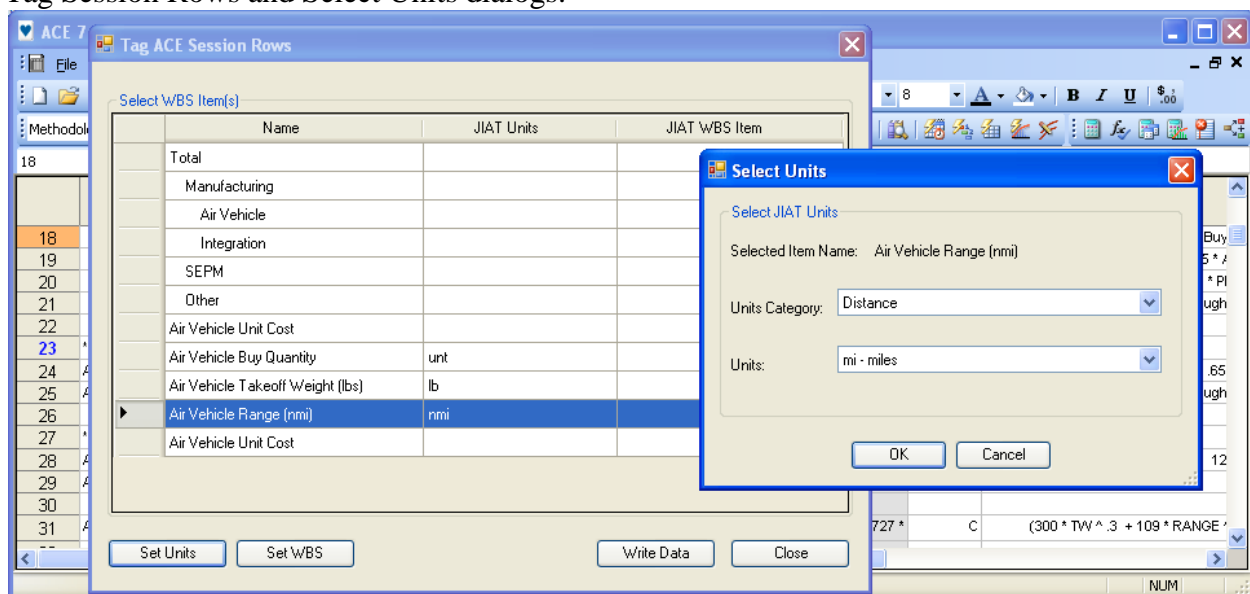 Tag Session Rows and Select Units dialogs.
ACE 7
Tag ACE Session Rows
File
Select WBS Item(s)
8 A B I U $.00
Name JIAT Units JIAT WBS Item
18
Total
Manufacturing
Air Vehicle
Integration
SEPM
Other
Air Vehicle Unit Cost
Air Vehicle Buy Quantity unt
Air Vehicle Takeoff Weight (lbs) lb
Air Vehicle Range (nmi) nmi
Air Vehicle Unit Cost
Set Units Set WBS Write Data Close
Select Units
Select JIAT Units
Selected Item Name: Air Vehicle Range (nmi)
Units Category: Distance
Units: mi - miles
OK Cancel
18
19
20
21
22
23 *
24
25
26
27 *
28
29
30
31
Buy
.65
12
727 * C (300 * TW ^ .3 + 109 * RANGE ^
NUM